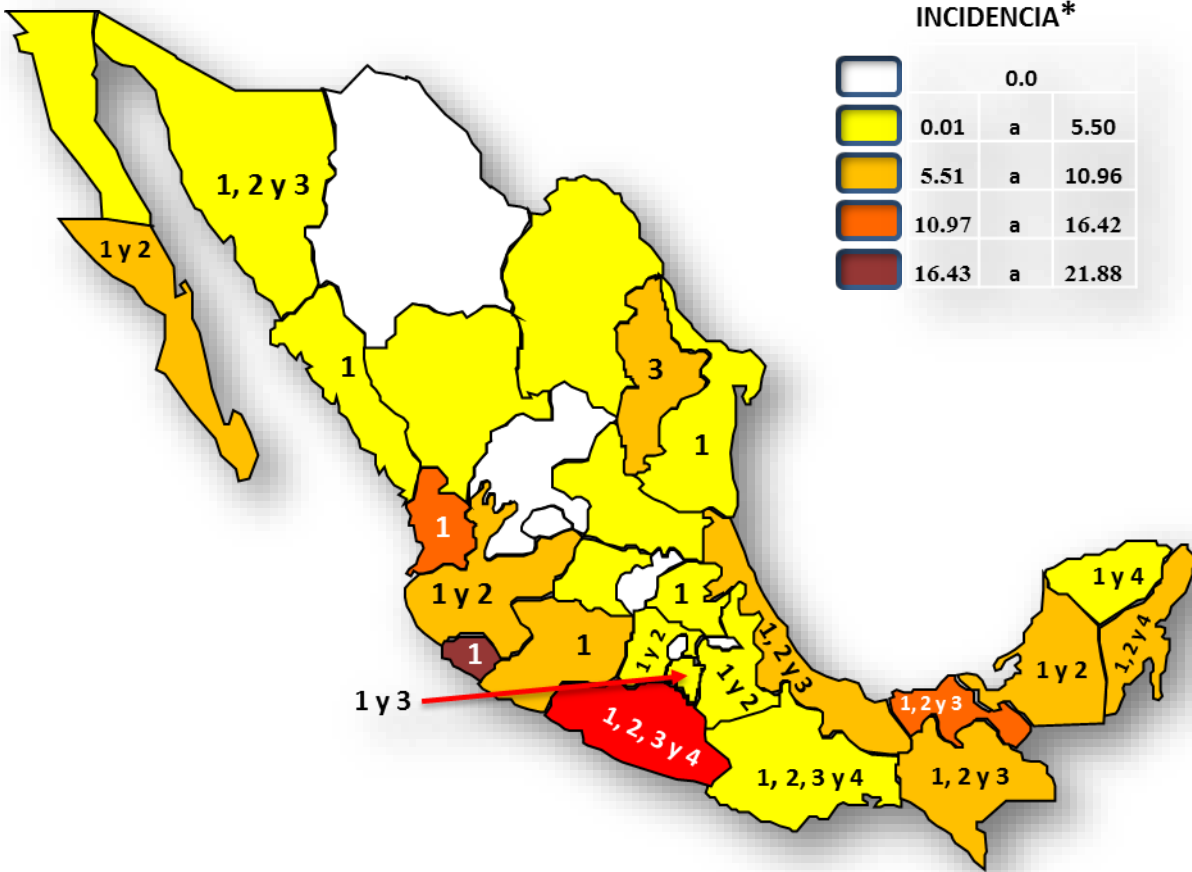 INCIDENCIA*
0.0
0.01 a 5.50
5.51 a 10.96
10.97 a 16.42
16.43 a 21.88
1, 2 y 3
1 y 2
1
3
1
1
1 y 2
1
1
1
1 y 2
1 y 3
1 y 2
1, 2 y 3
1, 2, 3 y 4
1, 2, 3 y 4
1, 2 y 3
1, 2 y 3
1 y 2
1 y 4
1, 2 y 4